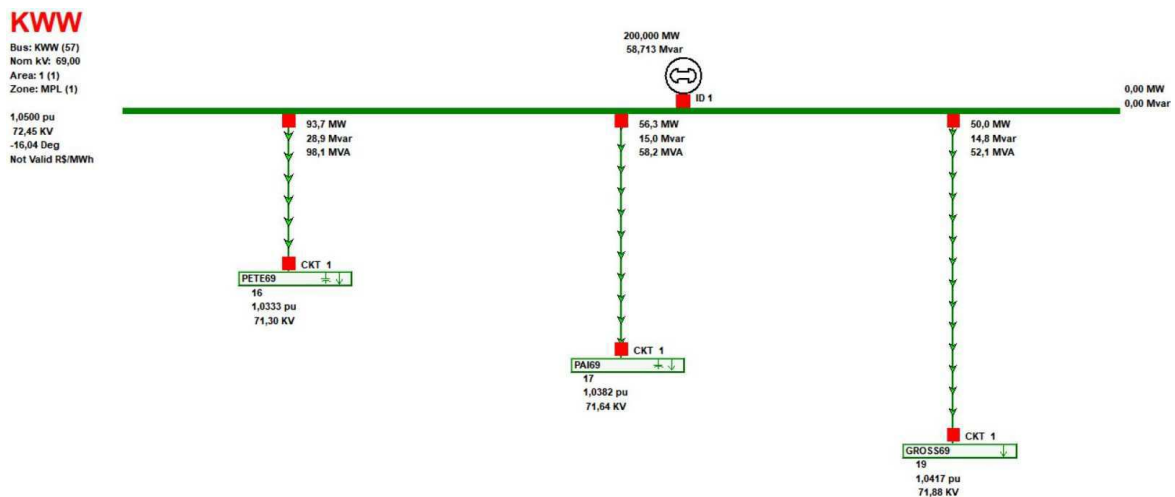 KWW
Bus: KWW (57)
Nom kV: 69,00
Area: 1 (1)
Zone: MPL (1)
1,0500 pu
72,45 KV
-16,04 Deg
Not Valid R$/MWh
200,000 MW
58,713 Mvar
ID 1
0,00 MW
0,00 Mvar
93,7 MW
28,9 Mvar
98,1 MVA
56,3 MW
15,0 Mvar
58,2 MVA
50,0 MW
14,8 Mvar
52,1 MVA
CKT 1
PETE69
16
1,0333 pu
71,30 KV
CKT 1
PAI69
17
1,0382 pu
71,64 KV
CKT 1
GROSS69
19
1,0417 pu
71,88 KV